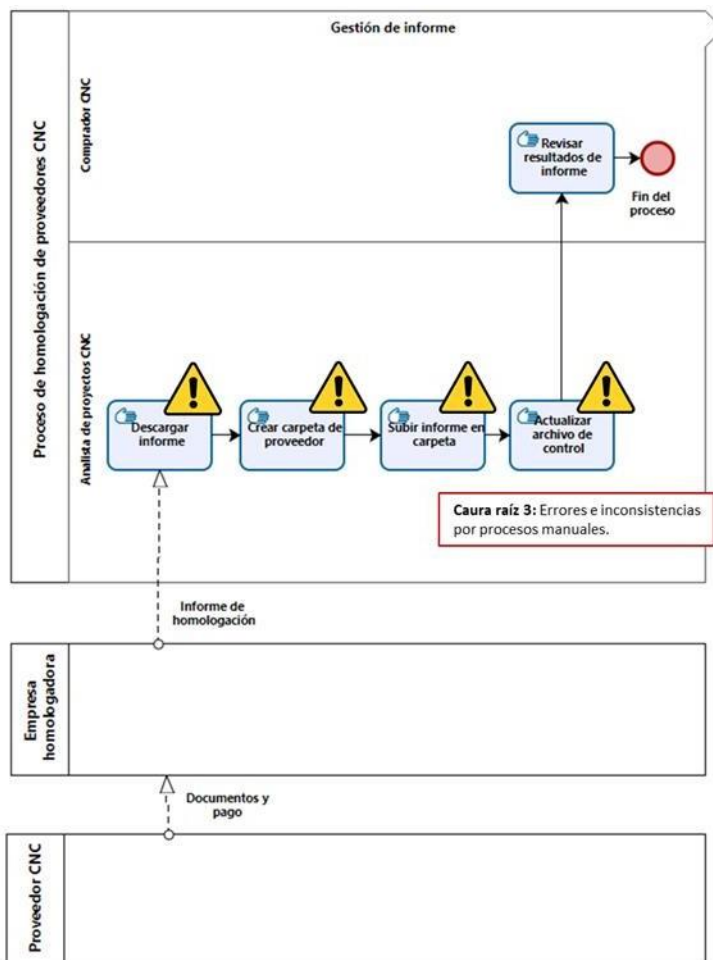 Gestión de informe
Proceso de homologación de proveedores CNC
Comprador CNC
Revisar
resultados de
informe
Fin del
proceso
Analista de proyectos CNC
Descargar
informe
Crear carpeta de
proveedor
Subir informe en
carpeta
Actualizar
archivo de
control
Caura raíz 3: Errores e inconsistencias
por procesos manuales.
Informe de
homologación
Empresa
homologadora
Documentos y
pago
Proveedor CNC